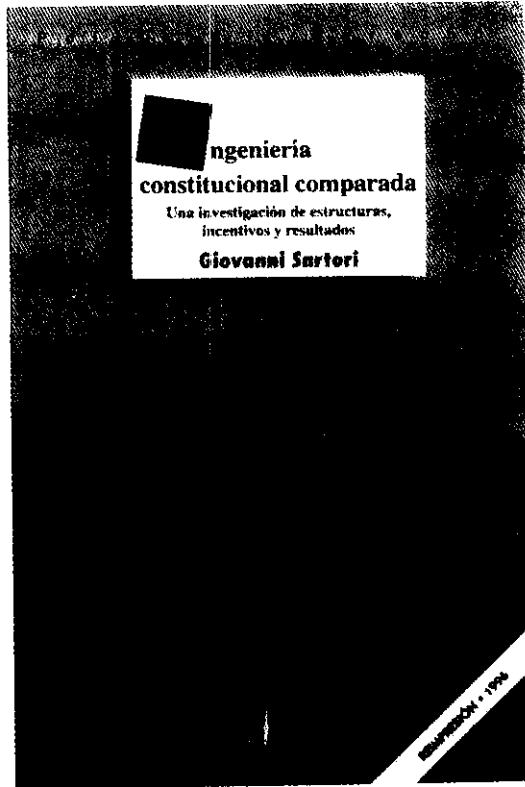 ngeniería
constitucional comparada
Una investigación de estructuras,
incentivos y resultados
Giovanni Sartori
REIMPRESIÓN • 1996